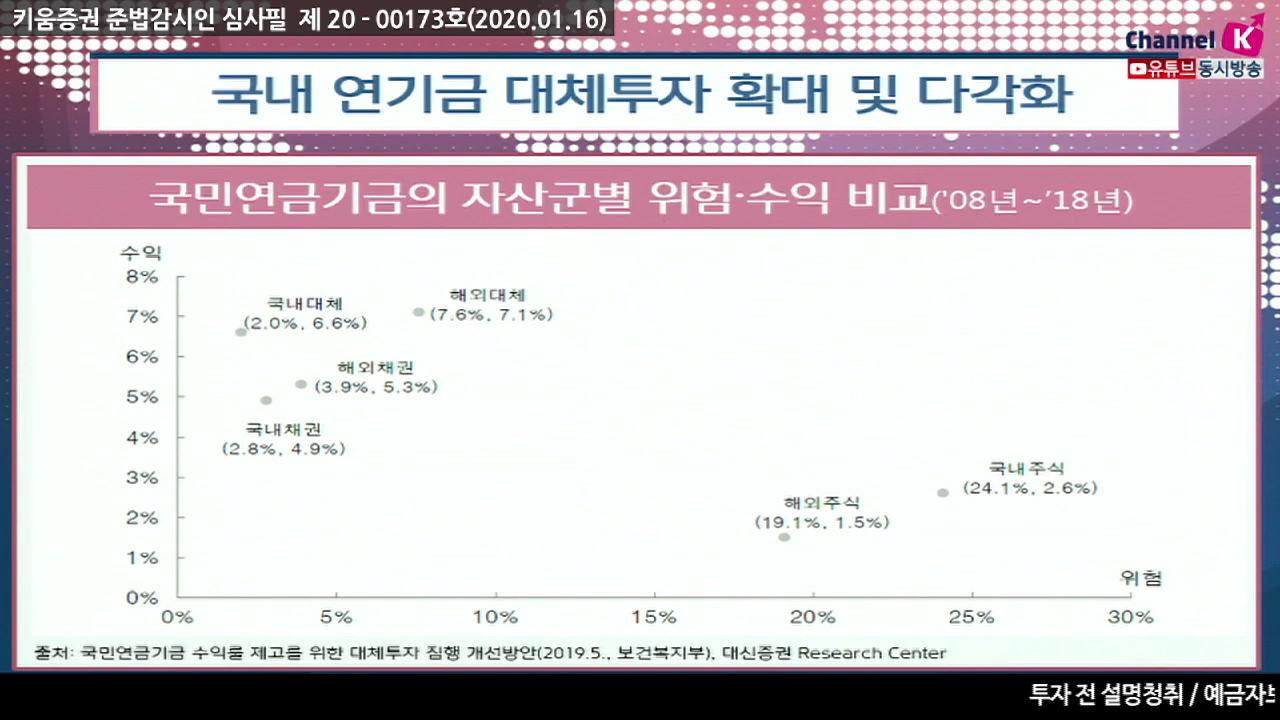 키움증권 준법감시인 심사필 제 20 - 00173호(2020.01.16)
Channel K
유튜브 동시방송
국내 연기금 대체투자 확대 및 다각화
국민연금기금의 자산군별 위험·수익 비교('08년~'18년)
수익
8%
7%
6%
5%
4%
3%
2%
1%
0%
국내대체
(2.0%, 6.6%)
해외대체
(7.6%, 7.1%)
해외채권
(3.9%, 5.3%)
국내채권
(2.8%, 4.9%)
국내주식
(24.1%, 2.6%)
해외주식
(19.1%, 1.5%)
위험
0% 5% 10% 15% 20% 25% 30%
출처: 국민연금기금 수익률 제고를 위한 대체투자 집행 개선방안(2019.5., 보건복지부), 대신증권 Research Center
투자 전 설명청취 / 예금자